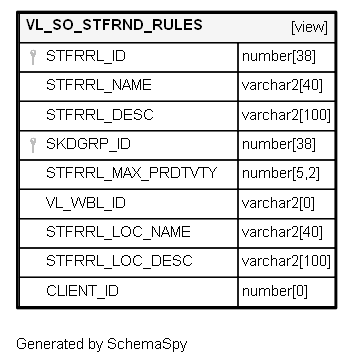 VL_SO_STFRND_RULES [view]
STFRRL_ID number[38]
STFRRL_NAME varchar2[40]
STFRRL_DESC varchar2[100]
SKDGRP_ID number[38]
STFRRL_MAX_PRDTVTY number[5,2]
VL_WBL_ID varchar2[0]
STFRRL_LOC_NAME varchar2[40]
STFRRL_LOC_DESC varchar2[100]
CLIENT_ID number[0]
Generated by SchemaSpy